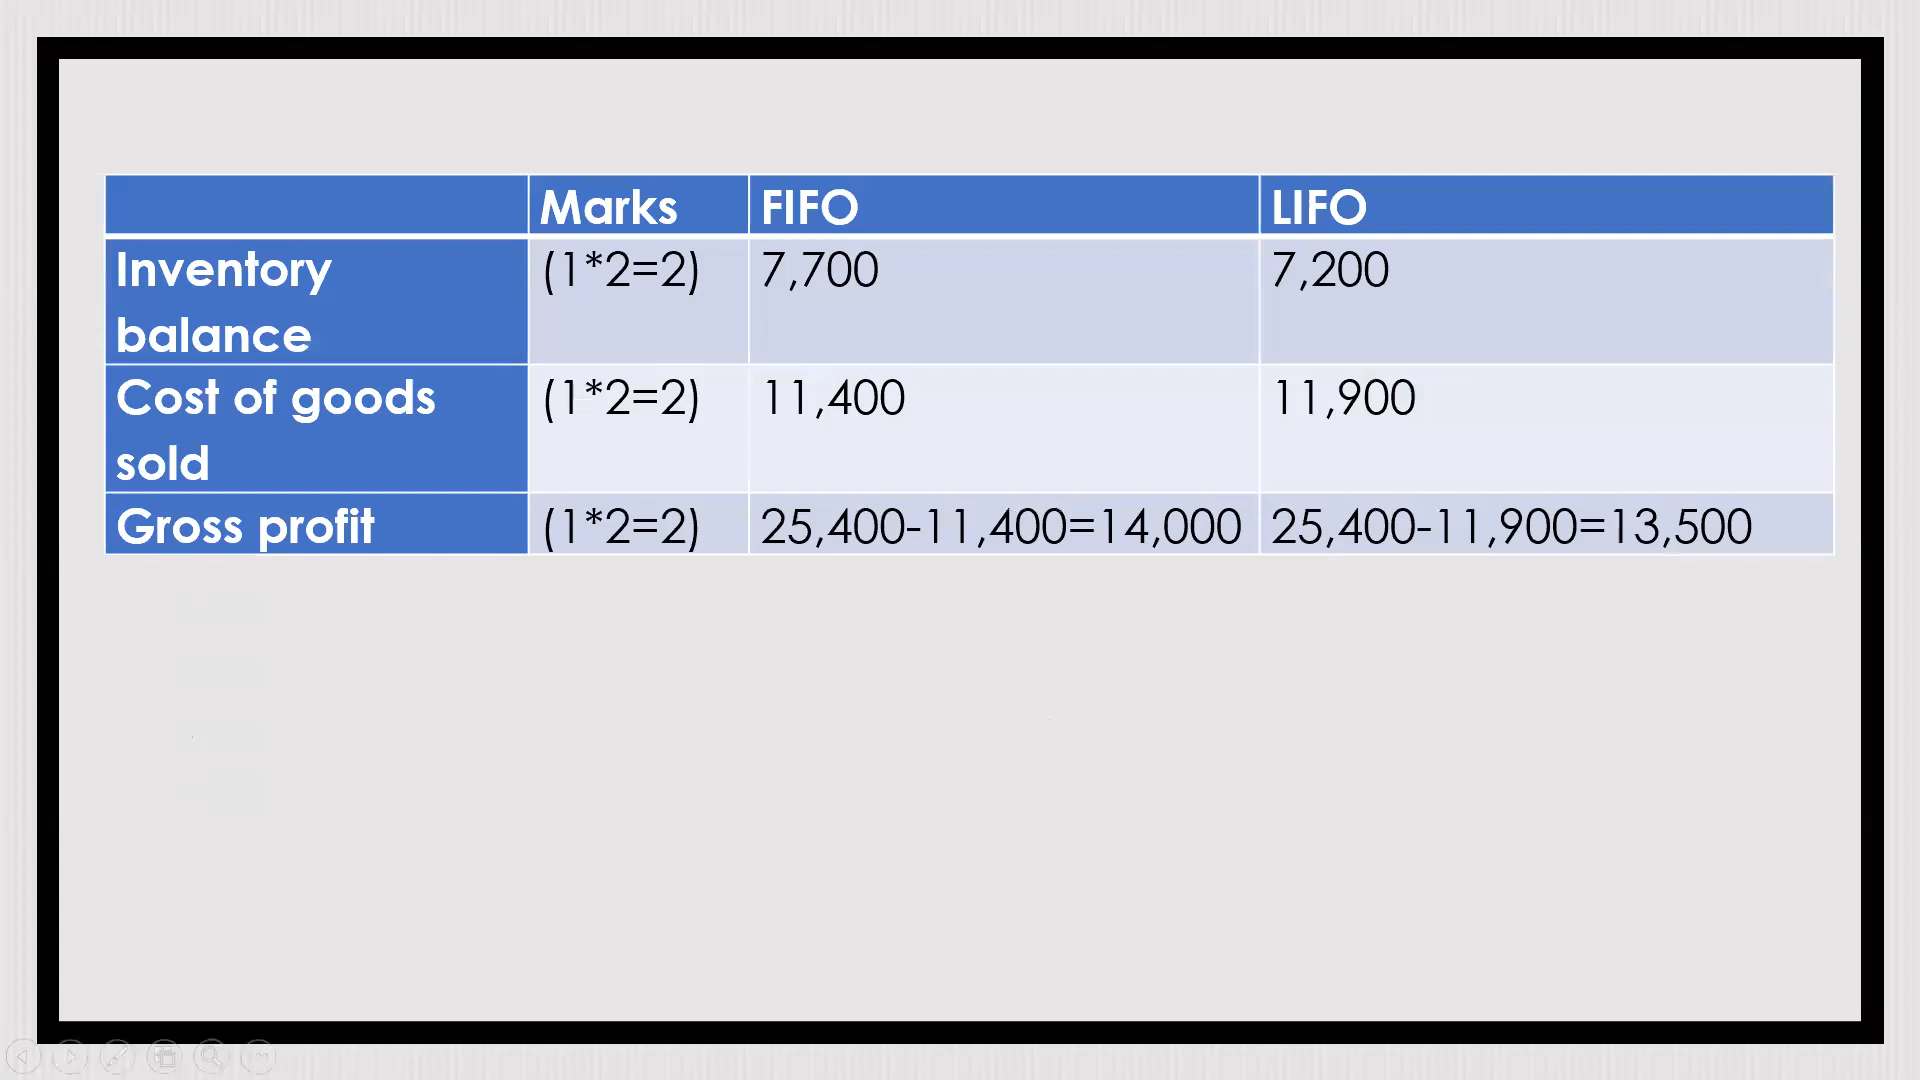 Marks FIFO LIFO
Inventory balance (1*2=2) 7,700 7,200
Cost of goods sold (1*2=2) 11,400 11,900
Gross profit (1*2=2) 25,400-11,400=14,000 25,400-11,900=13,500